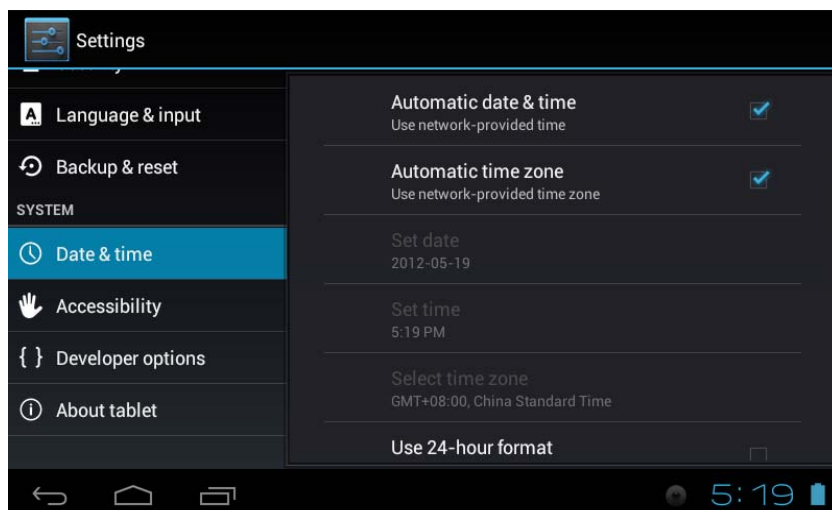 Settings
Language & input
Backup & reset
SYSTEM
Date & time
Accessibility
{ } Developer options
About tablet
Automatic date & time
Use network-provided time
Automatic time zone
Use network-provided time zone
Set date
2012-05-19
Set time
5:19 PM
Select time zone
GMT+08:00, China Standard Time
Use 24-hour format
5:19